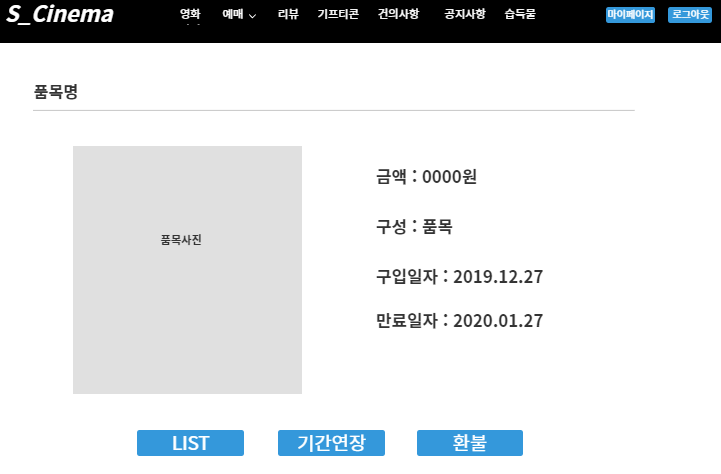 S_Cinema 영화 예매 리뷰 기프티콘 건의사항 공지사항 습득물 마이페이지 로그아웃
품목명
품목사진
금액 : 0000원
구성 : 품목
구입일자 : 2019.12.27
만료일자 : 2020.01.27
LIST 기간연장 환불